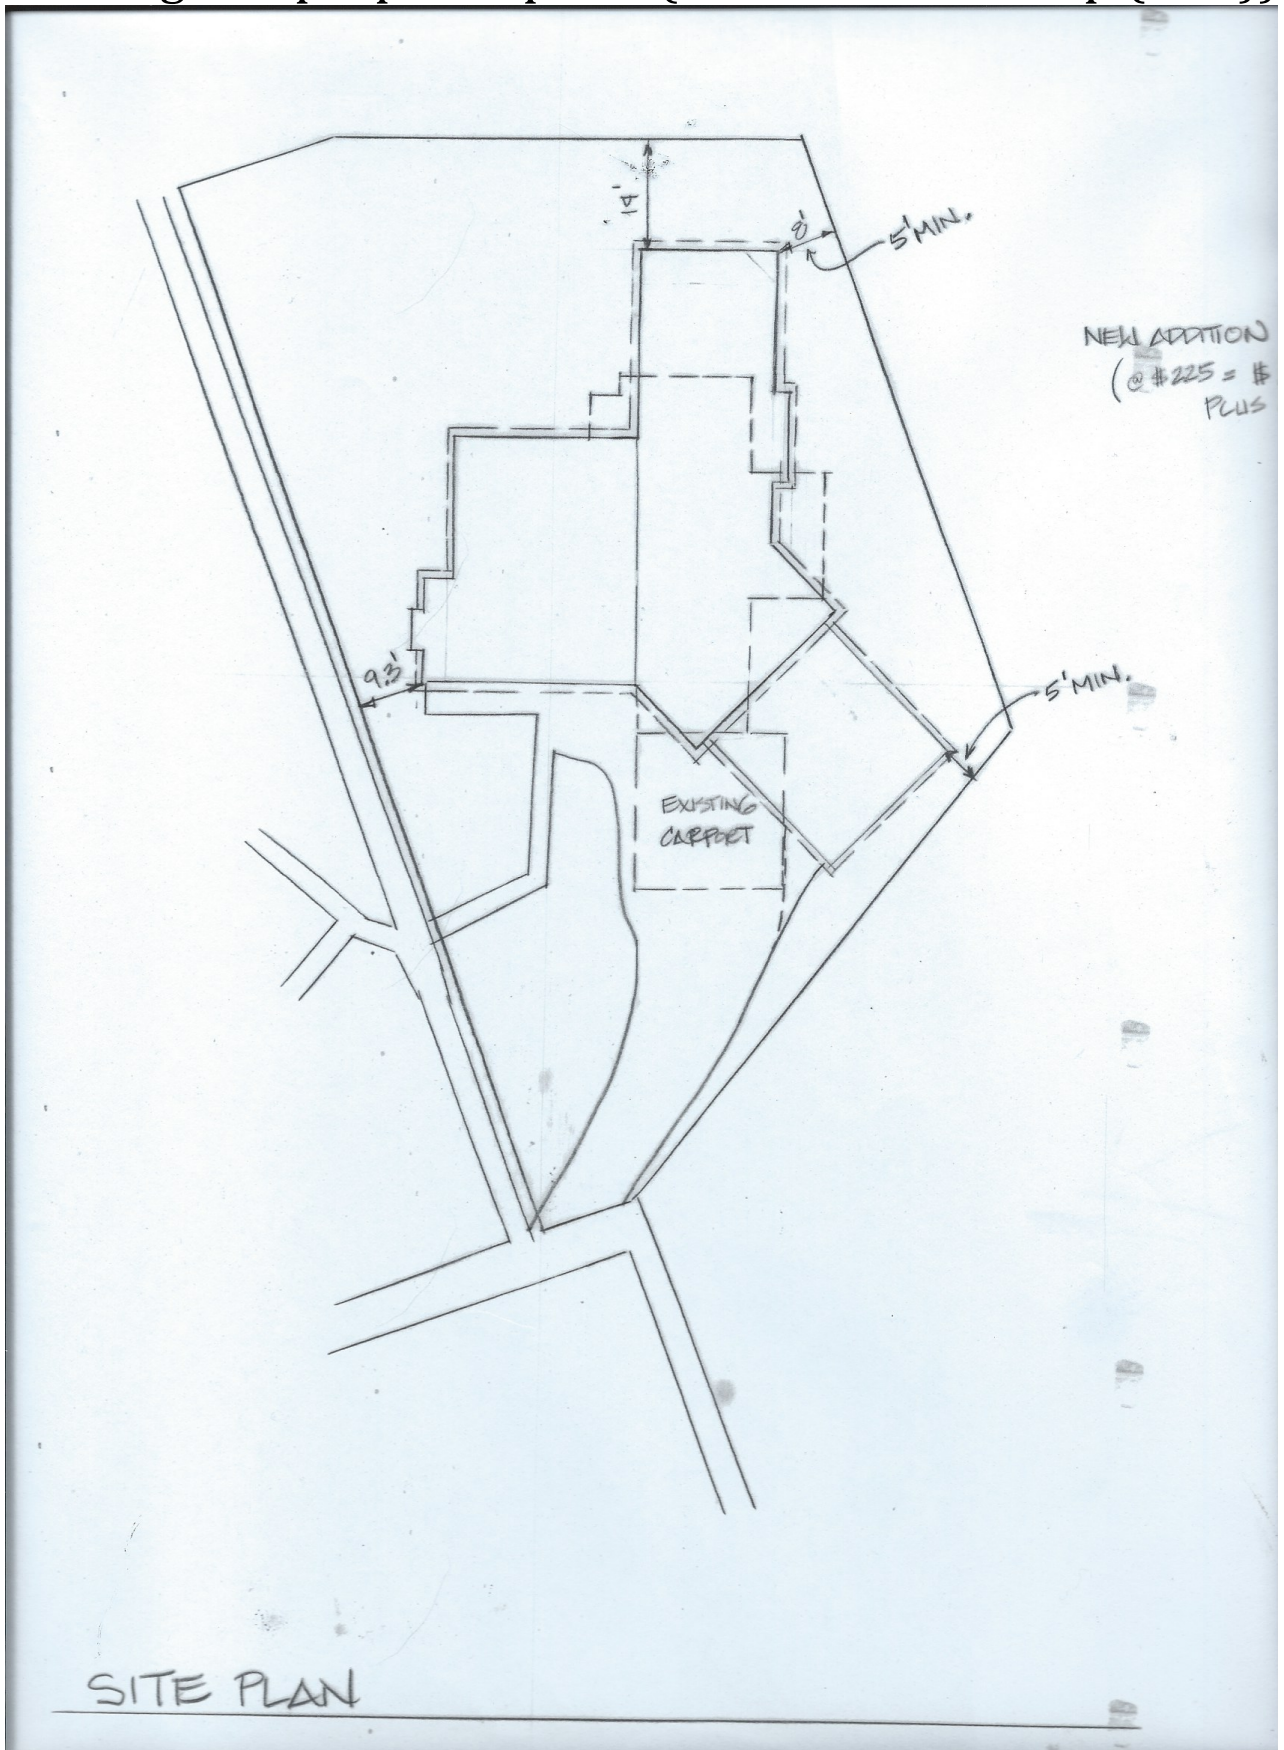 14'
8'
5' MIN.
NEW ADDITION
(@ $225 = $
PLUS
9.3'
5' MIN.
EXISTING
CARPORT
SITE PLAN